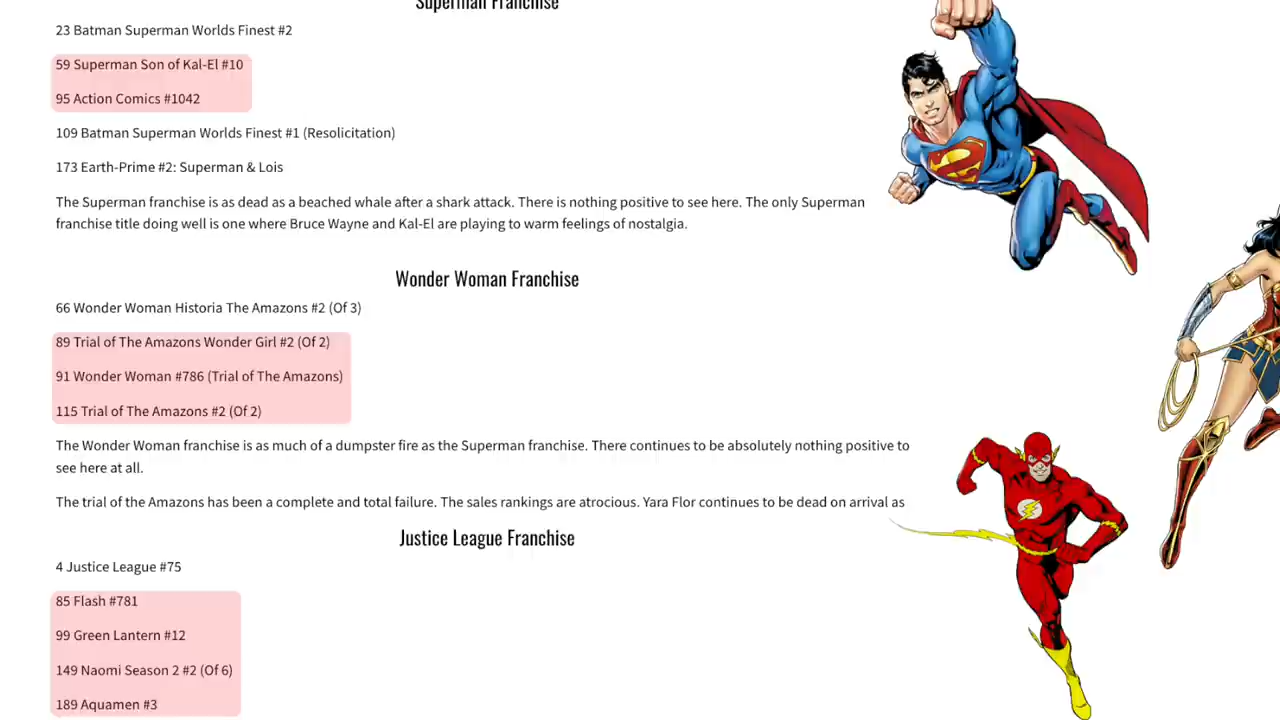 Superman Franchise
23 Batman Superman Worlds Finest #2
59 Superman Son of Kal-El #10
95 Action Comics #1042
109 Batman Superman Worlds Finest #1 (Resolicitation)
173 Earth-Prime #2: Superman & Lois
The Superman franchise is as dead as a beached whale after a shark attack. There is nothing positive to see here. The only Superman
franchise title doing well is one where Bruce Wayne and Kal-El are playing to warm feelings of nostalgia.
Wonder Woman Franchise
66 Wonder Woman Historia The Amazons #2 (Of 3)
89 Trial of The Amazons Wonder Girl #2 (Of 2)
91 Wonder Woman #786 (Trial of The Amazons)
115 Trial of The Amazons #2 (Of 2)
The Wonder Woman franchise is as much of a dumpster fire as the Superman franchise. There continues to be absolutely nothing positive to
see here at all.
The trial of the Amazons has been a complete and total failure. The sales rankings are atrocious. Yara Flor continues to be dead on arrival as
Justice League Franchise
4 Justice League #75
85 Flash #781
99 Green Lantern #12
149 Naomi Season 2 #2 (Of 6)
189 Aquamen #3